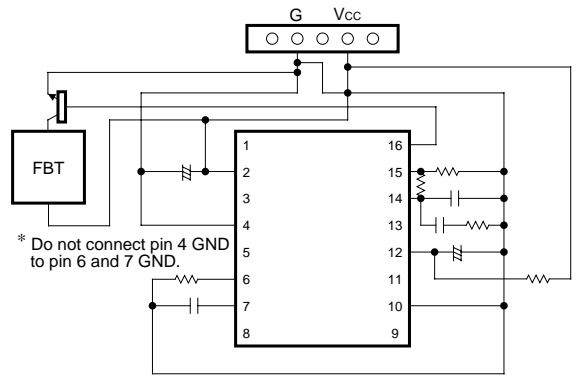 G Vcc
FBT
1 16
2 15
3 14
4 13
5 12
6 11
7 10
8 9
* Do not connect pin 4 GND
to pin 6 and 7 GND.